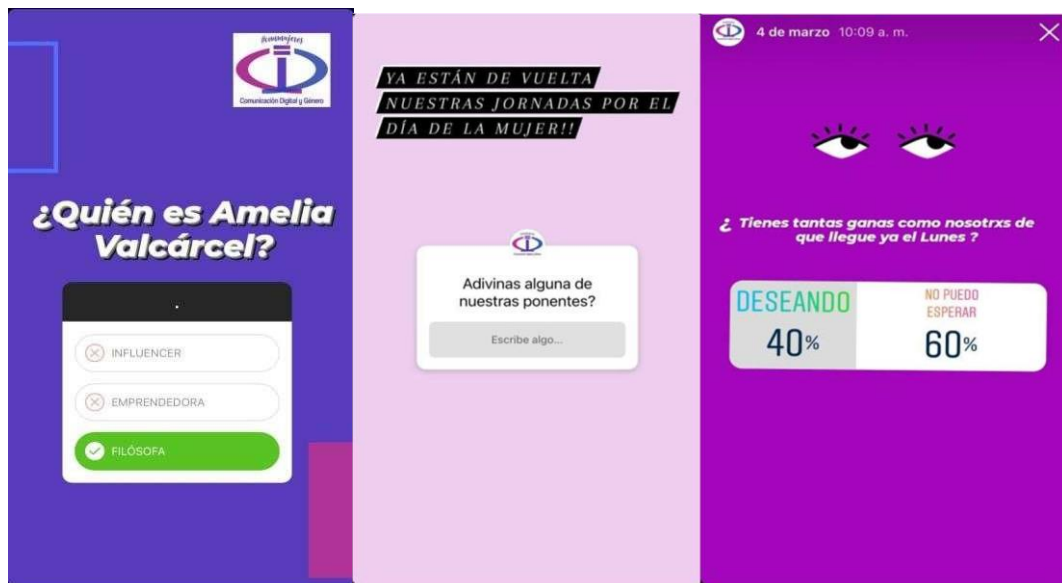 Comunicación Digital y Género
¿Quién es Amelia
Valcárcel?
INFLUENCER
EMPRENDEDORA
FILÓSOFA
YA ESTÁN DE VUELTA
NUESTRAS JORNADAS POR EL
DÍA DE LA MUJER!!
Adivinas alguna de
nuestras ponentes?
Escribe algo...
4 de marzo 10:09 a. m.
¿ Tienes tantas ganas como nosotrxs de
que llegue ya el Lunes ?
DESEANDO
40%
NO PUEDO
ESPERAR
60%